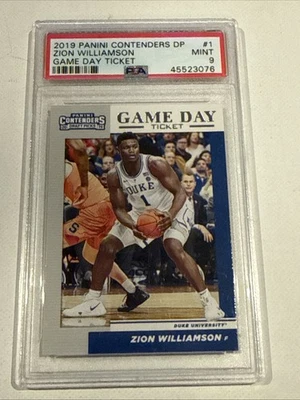 2019 PANINI CONTENDERS DP #1
ZION WILLIAMSON MINT
GAME DAY TICKET 9
PSA 45523076
PANINI
CONTENDERS
DRAFT PICKS
GAME DAY
TICKET
DUKE
1
S
DUKE UNIVERSITY
ZION WILLIAMSON F